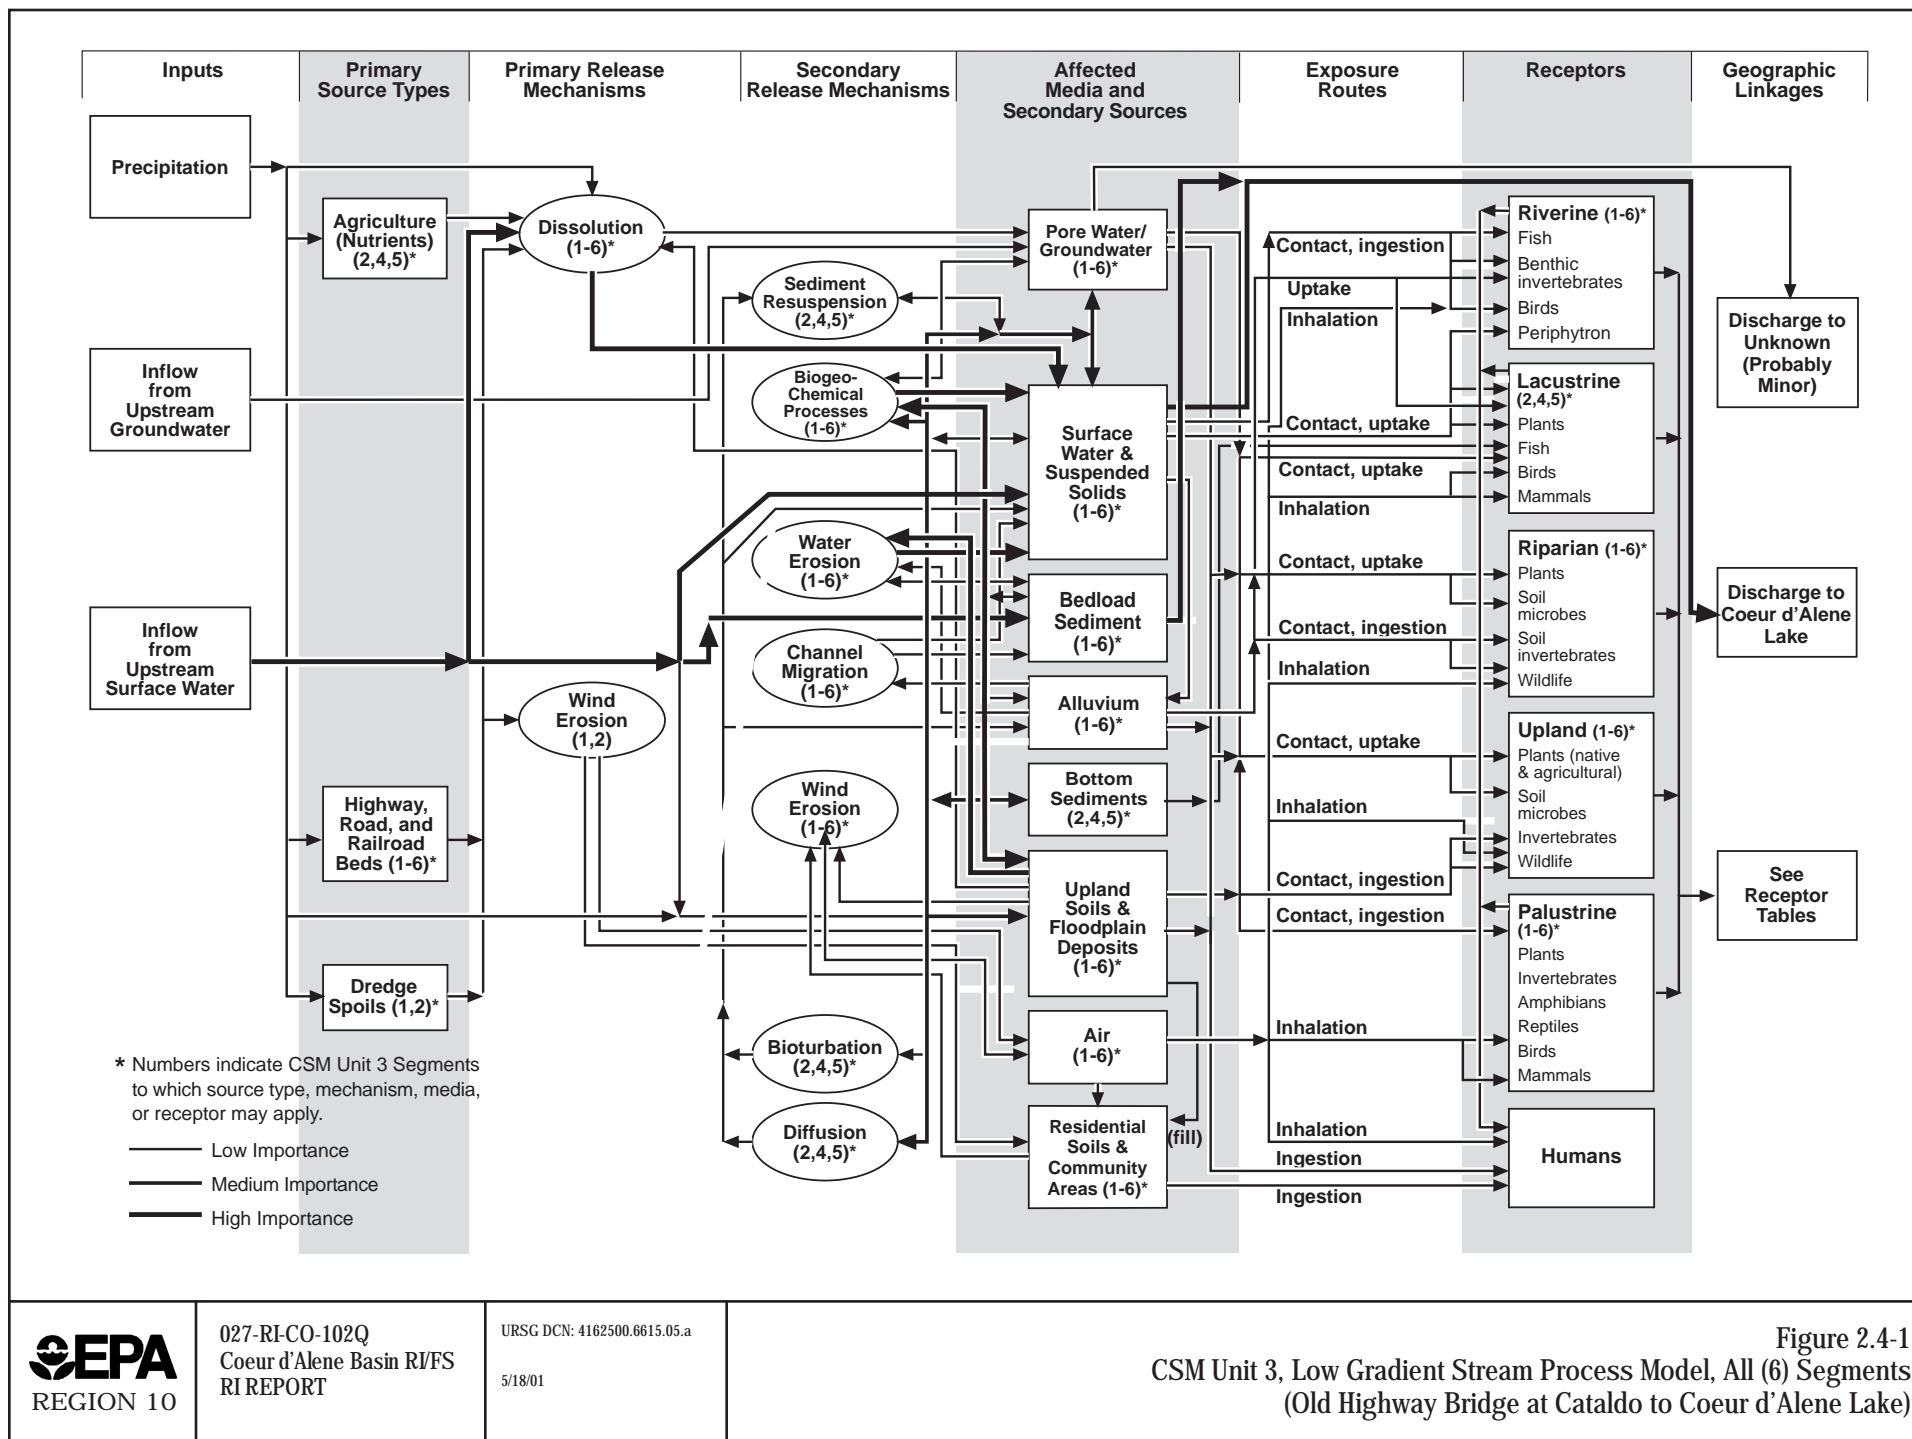 Inputs
Primary
Source Types
Primary Release
Mechanisms
Secondary
Release Mechanisms
Affected
Media and
Secondary Sources
Exposure
Routes
Receptors
Geographic
Linkages
Precipitation
Inflow
from
Upstream
Groundwater
Inflow
from
Upstream
Surface Water
Agriculture
(Nutrients)
(2,4,5)*
Highway,
Road, and
Railroad
Beds (1-6)*
Dredge
Spoils (1,2)*
Dissolution
(1-6)*
Wind
Erosion
(1,2)
Sediment
Resuspension
(2,4,5)*
Biogeo-
Chemical
Processes
(1-6)*
Water
Erosion
(1-6)*
Channel
Migration
(1-6)*
Wind
Erosion
(1-6)*
Bioturbation
(2,4,5)*
Diffusion
(2,4,5)*
Pore Water/
Groundwater
(1-6)*
Surface
Water &
Suspended
Solids
(1-6)*
Bedload
Sediment
(1-6)*
Alluvium
(1-6)*
Bottom
Sediments
(2,4,5)*
Upland
Soils &
Floodplain
Deposits
(1-6)*
Air
(1-6)*
Residential
Soils &
Community
Areas (1-6)*
(fill)
Contact, ingestion
Uptake
Inhalation
Contact, uptake
Contact, uptake
Inhalation
Contact, uptake
Contact, ingestion
Inhalation
Contact, uptake
Inhalation
Contact, ingestion
Contact, ingestion
Inhalation
Inhalation
Ingestion
Ingestion
Riverine (1-6)*
Fish
Benthic
invertebrates
Birds
Periphytron
Lacustrine
(2,4,5)*
Plants
Fish
Birds
Mammals
Riparian (1-6)*
Plants
Soil
microbes
Soil
invertebrates
Wildlife
Upland (1-6)*
Plants (native
& agricultural)
Soil
microbes
Invertebrates
Wildlife
Palustrine
(1-6)*
Plants
Invertebrates
Amphibians
Reptiles
Birds
Mammals
Humans
Discharge to
Unknown
(Probably
Minor)
Discharge to
Coeur d'Alene
Lake
See
Receptor
Tables
* Numbers indicate CSM Unit 3 Segments
to which source type, mechanism, media,
or receptor may apply.
Low Importance
Medium Importance
High Importance
EPA
REGION 10
027-RI-CO-102Q
Coeur d'Alene Basin RI/FS
RI REPORT
URSG DCN: 4162500.6615.05.a
5/18/01
Figure 2.4-1
CSM Unit 3, Low Gradient Stream Process Model, All (6) Segments
(Old Highway Bridge at Cataldo to Coeur d'Alene Lake)